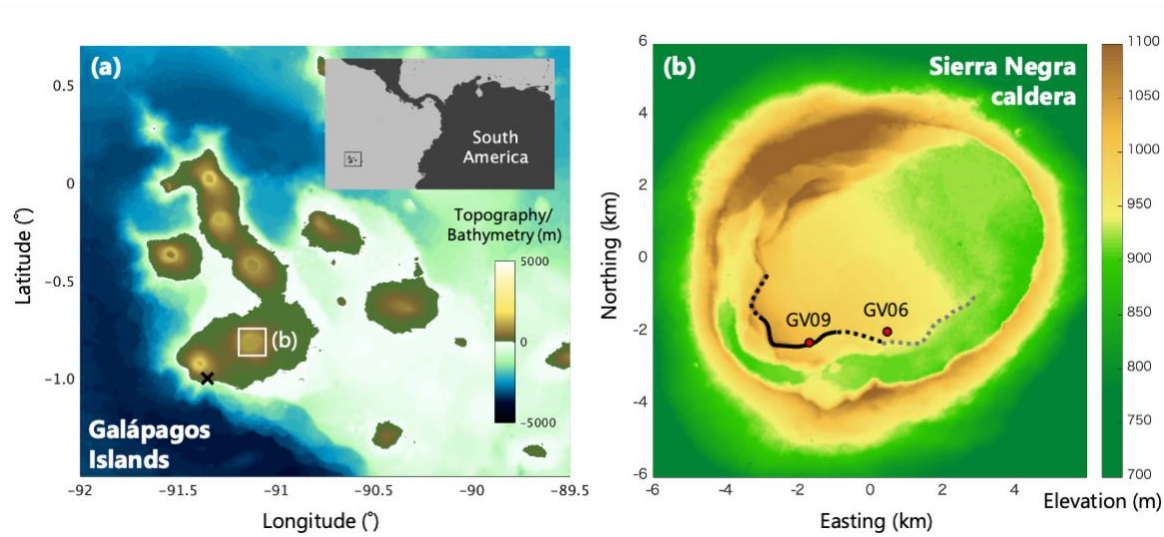 (a)
South
America
Topography/
Bathymetry (m)
5000
0
−5000
(b)
Galápagos
Islands
0.5
0
−0.5
−1.0
Latitude (°)
−92
−91.5
−91
−90.5
−90
−89.5
Longitude (°)
(b)
Sierra Negra
caldera
GV09
GV06
6
4
2
0
−2
−4
−6
Northing (km)
−6
−4
−2
0
2
4
Easting (km)
1100
1050
1000
950
900
850
800
750
700
Elevation (m)